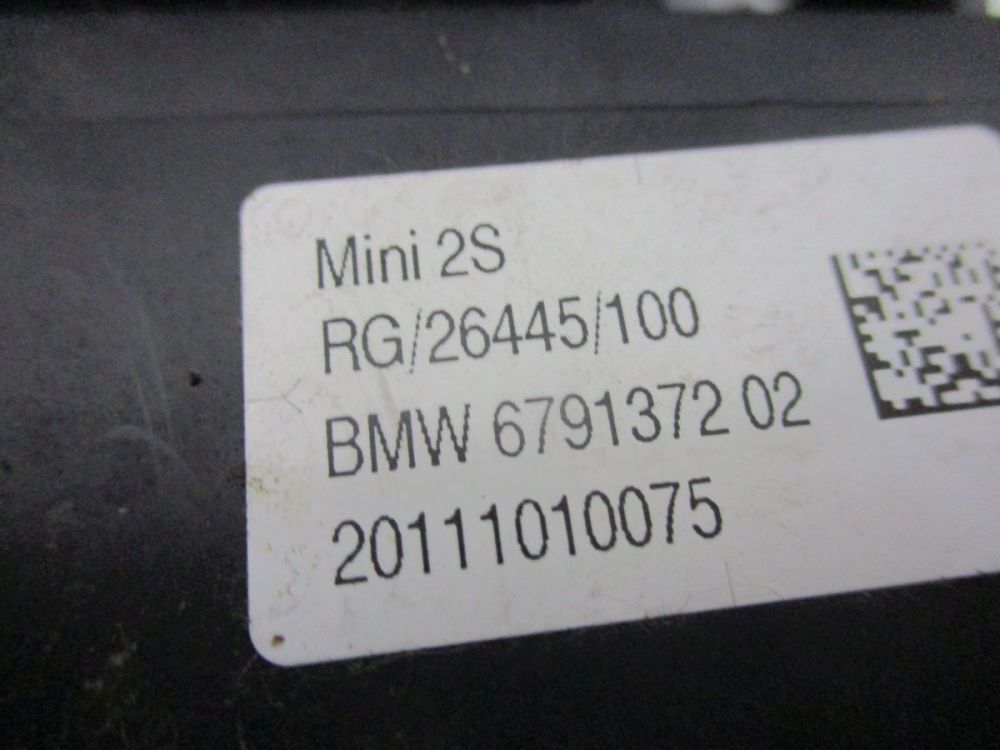 Mini 2S
RG/26445/100
BMW 6791372 02
20111010075